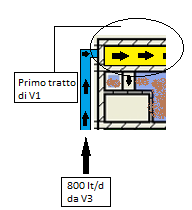 Primo tratto
di V1
800 lt/d
da V3